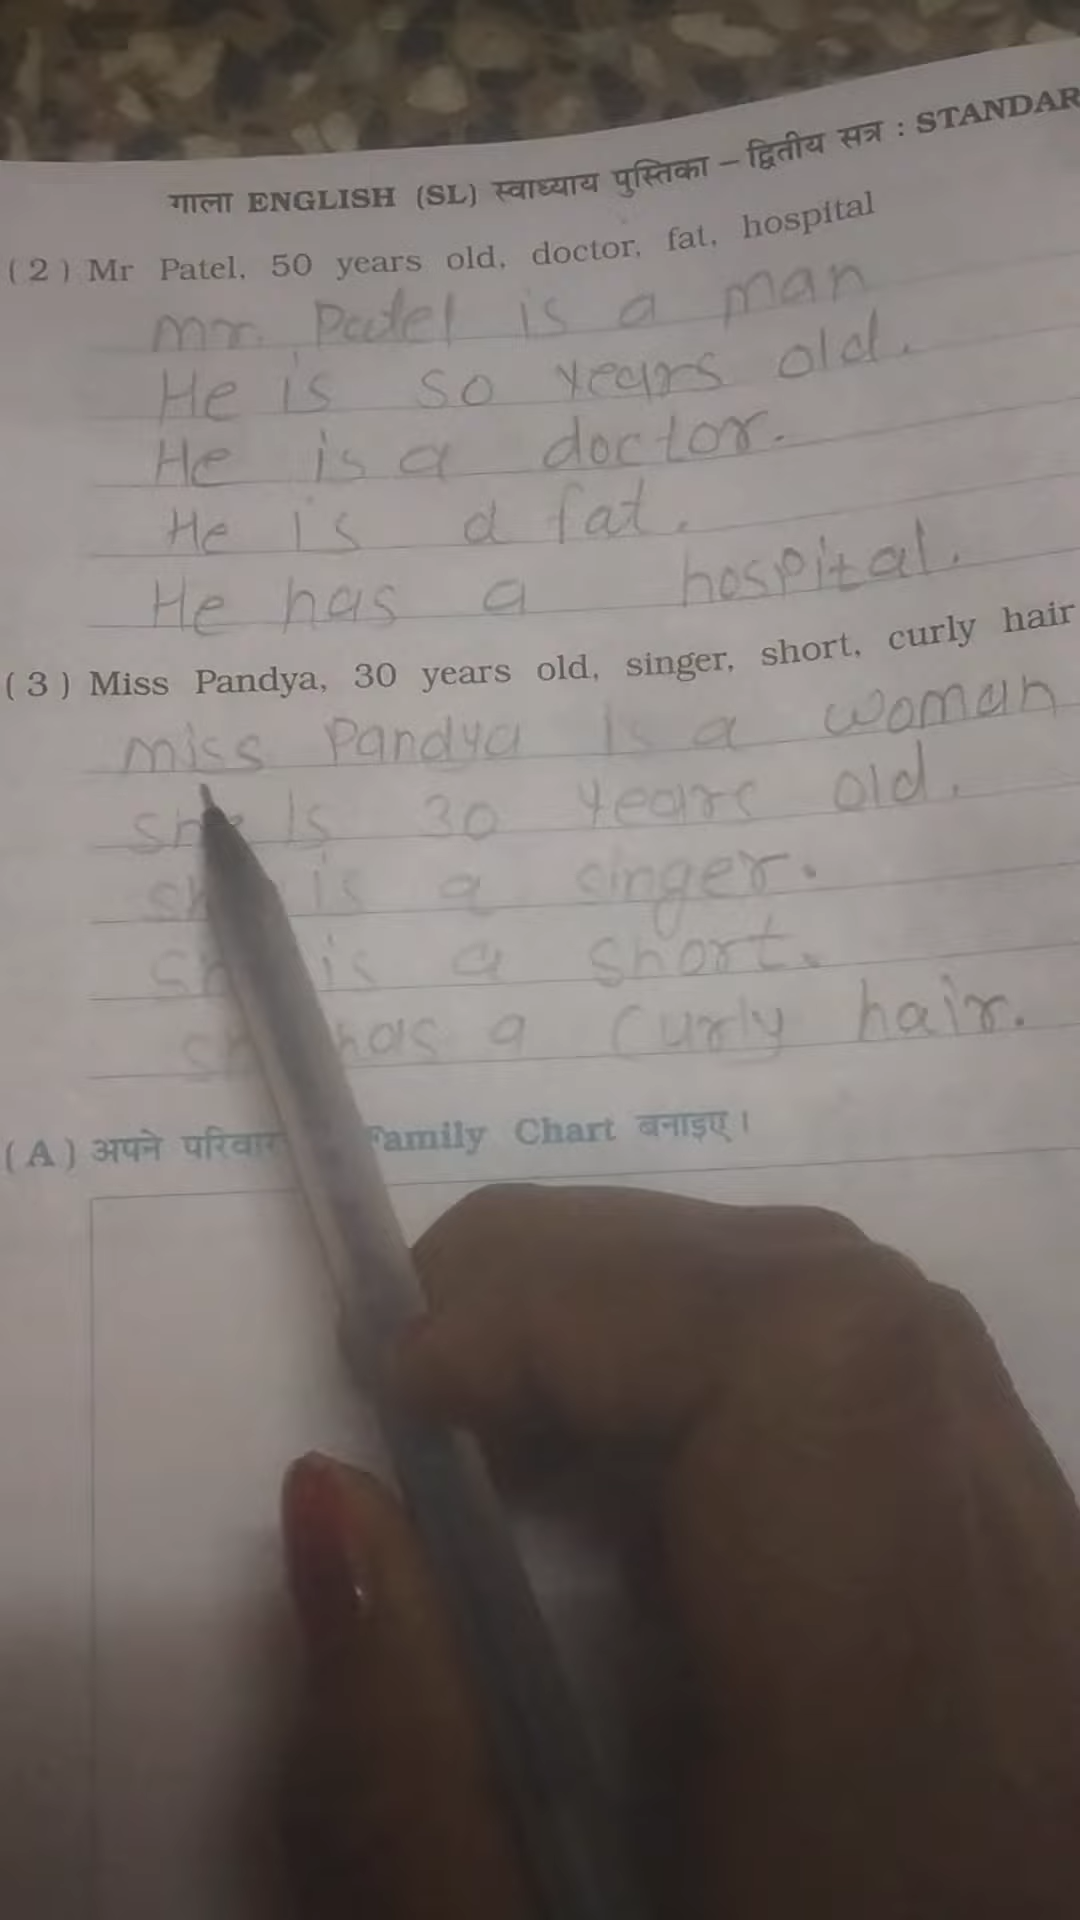 गाला ENGLISH (SL) स्वाध्याय पुस्तिका – द्वितीय सत्र : STANDAR
(2) Mr Patel, 50 years old, doctor, fat, hospital
mr. Patel is a man
He is 50 years old.
He is a doctor.
He is a fat.
He has a hospital.
(3) Miss Pandya, 30 years old, singer, short, curly hair
miss Pandya is a woman
she is 30 years old.
is a singer.
is a short.
has a curly hair.
(A) अपने परिवार Family Chart बनाइए।